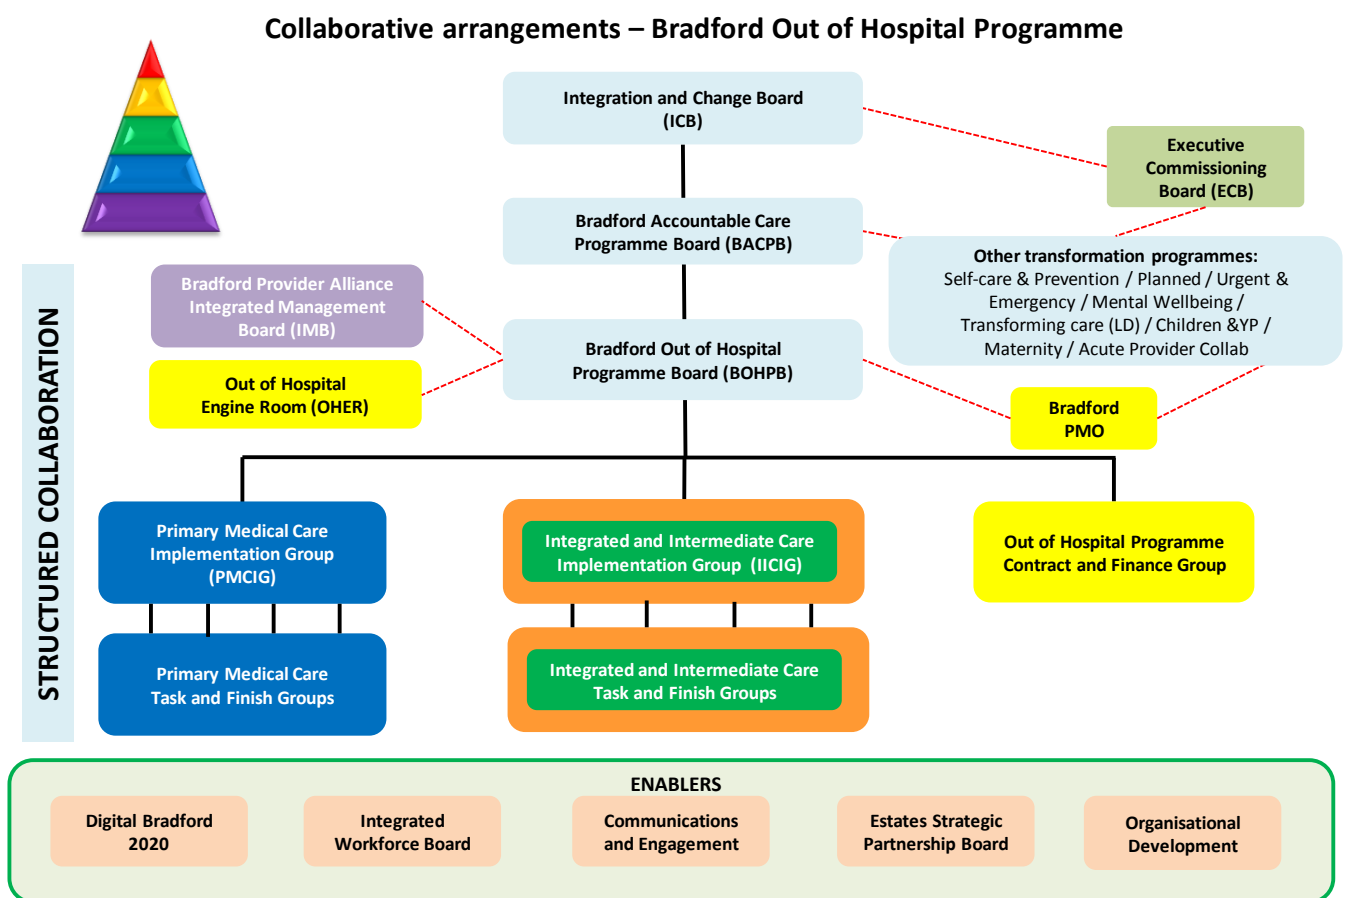 Collaborative arrangements – Bradford Out of Hospital Programme
Integration and Change Board
(ICB)
Executive
Commissioning
Board (ECB)
Bradford Accountable Care
Programme Board (BACPB)
Other transformation programmes:
Self-care & Prevention / Planned / Urgent &
Emergency / Mental Wellbeing /
Transforming care (LD) / Children &YP /
Maternity / Acute Provider Collab
Bradford Provider Alliance
Integrated Management
Board (IMB)
Bradford Out of Hospital
Programme Board (BOHPB)
Out of Hospital
Engine Room (OHER)
Bradford
PMO
STRUCTURED COLLABORATION
Primary Medical Care
Implementation Group
(PMCIG)
Integrated and Intermediate Care
Implementation Group  (IICIG)
Out of Hospital Programme
Contract and Finance Group
Primary Medical Care
Task and Finish Groups
Integrated and Intermediate Care
Task and Finish Groups
ENABLERS
Digital Bradford
2020
Integrated
Workforce Board
Communications
and Engagement
Estates Strategic
Partnership Board
Organisational
Development